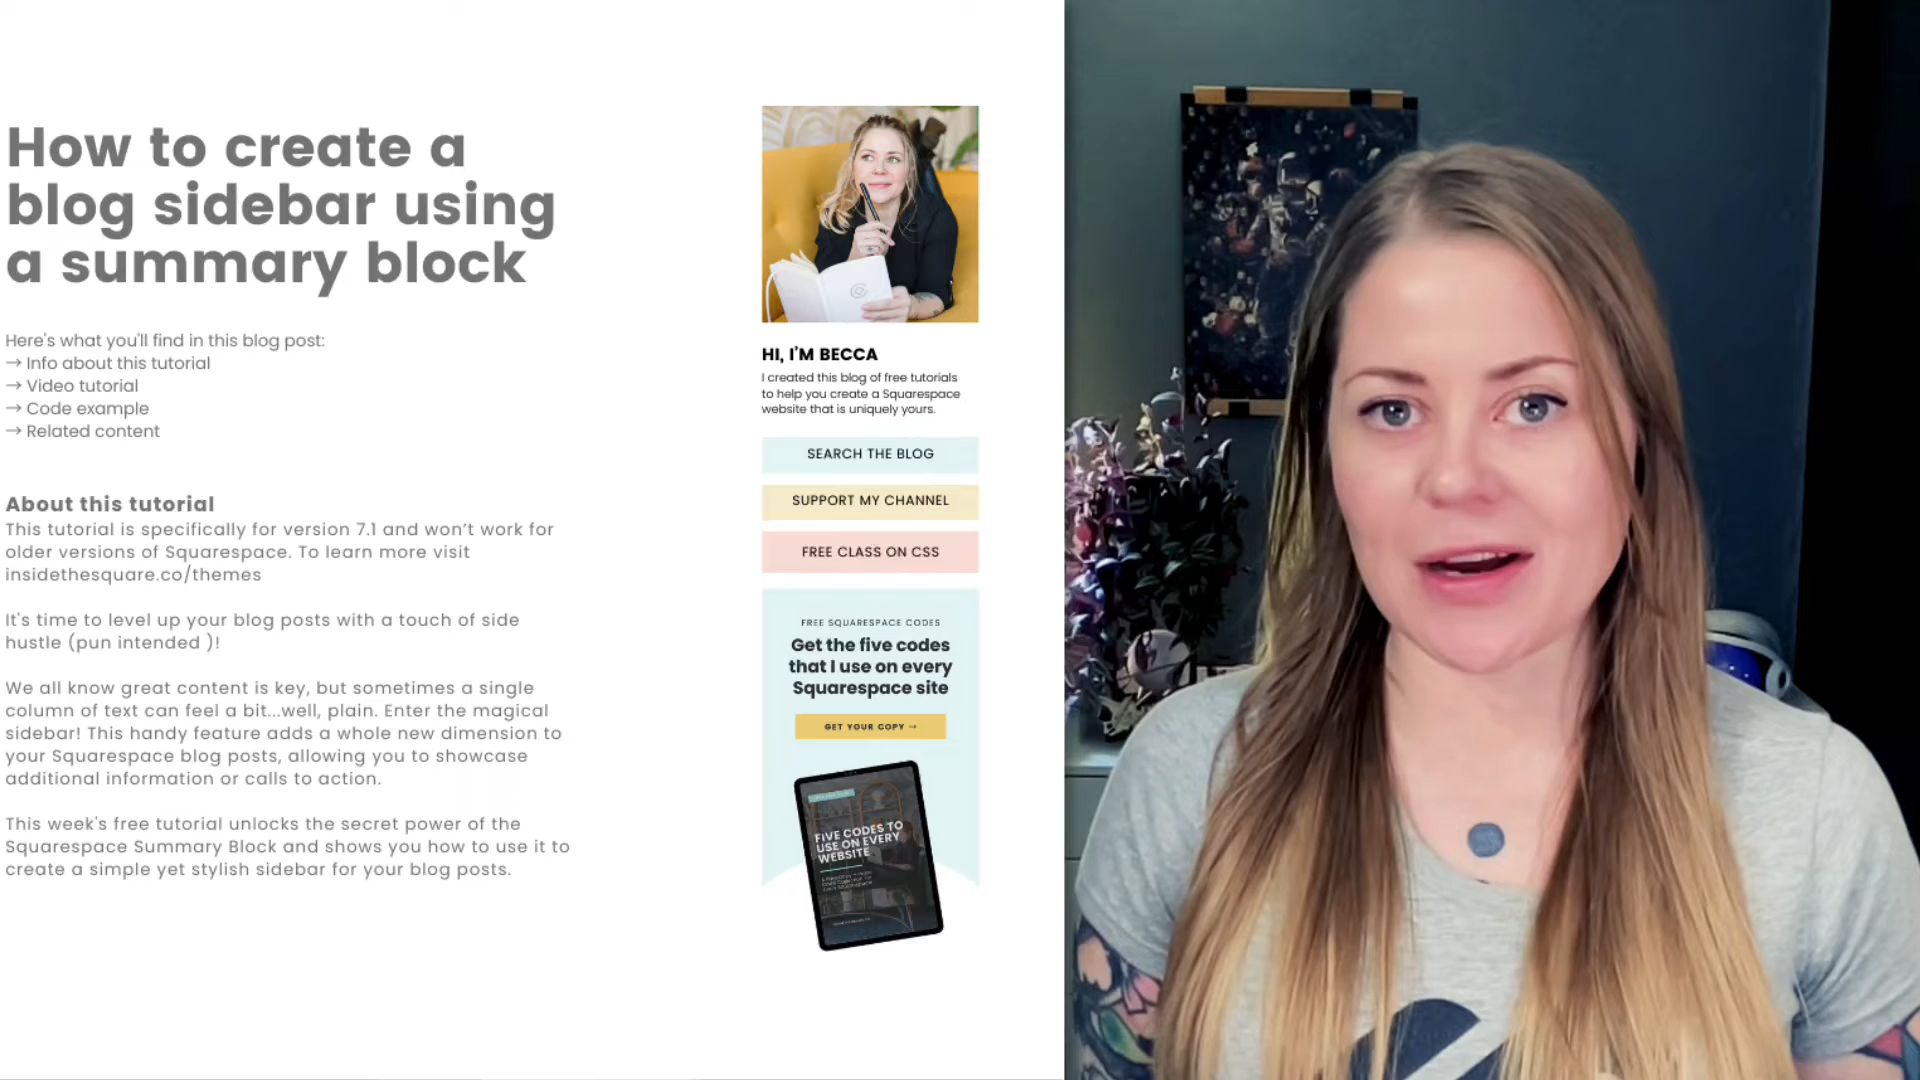 How to create a
blog sidebar using
a summary block
Here's what you'll find in this blog post:
→ Info about this tutorial
→ Video tutorial
→ Code example
→ Related content
About this tutorial
This tutorial is specifically for version 7.1 and won’t work for
older versions of Squarespace. To learn more visit
insidethesquare.co/themes
It's time to level up your blog posts with a touch of side
hustle (pun intended )!
We all know great content is key, but sometimes a single
column of text can feel a bit...well, plain. Enter the magical
sidebar! This handy feature adds a whole new dimension to
your Squarespace blog posts, allowing you to showcase
additional information or calls to action.
This week's free tutorial unlocks the secret power of the
Squarespace Summary Block and shows you how to use it to
create a simple yet stylish sidebar for your blog posts.
HI, I'M BECCA
I created this blog of free tutorials
to help you create a Squarespace
website that is uniquely yours.
SEARCH THE BLOG
SUPPORT MY CHANNEL
FREE CLASS ON CSS
FREE SQUARESPACE CODES
Get the five codes
that I use on every
Squarespace site
GET YOUR COPY →
FIVE CODES TO
USE ON EVERY
WEBSITE